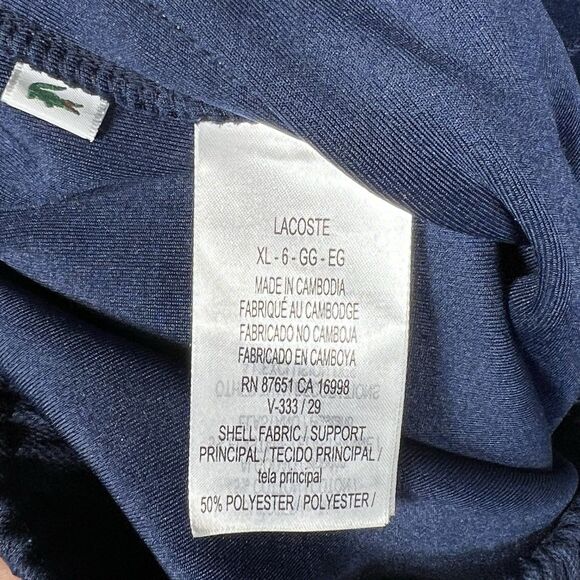 LACOSTE
XL - 6 - GG - EG
MADE IN CAMBODIA
FABRIQUÉ AU CAMBODGE
FABRICADO NO CAMBOJA
FABRICADO EN CAMBOYA
RN 87651 CA 16998
V-333 / 29
SHELL FABRIC / SUPPORT
PRINCIPAL / TECIDO PRINCIPAL /
tela principal
50% POLYESTER / POLYESTER /